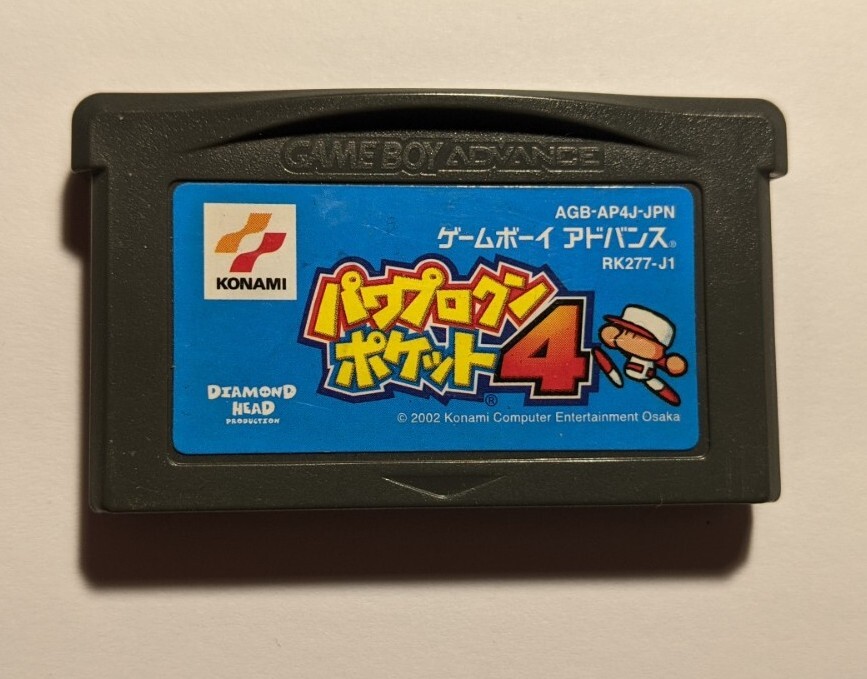 GAME BOY ADVANCE
AGB-AP4J-JPN
ゲームボーイ アドバンス®
RK277-J1
KONAMI
パワプロクン
ポケット4®
DIAMOND
HEAD
PRODUCTION
© 2002 Konami Computer Entertainment Osaka